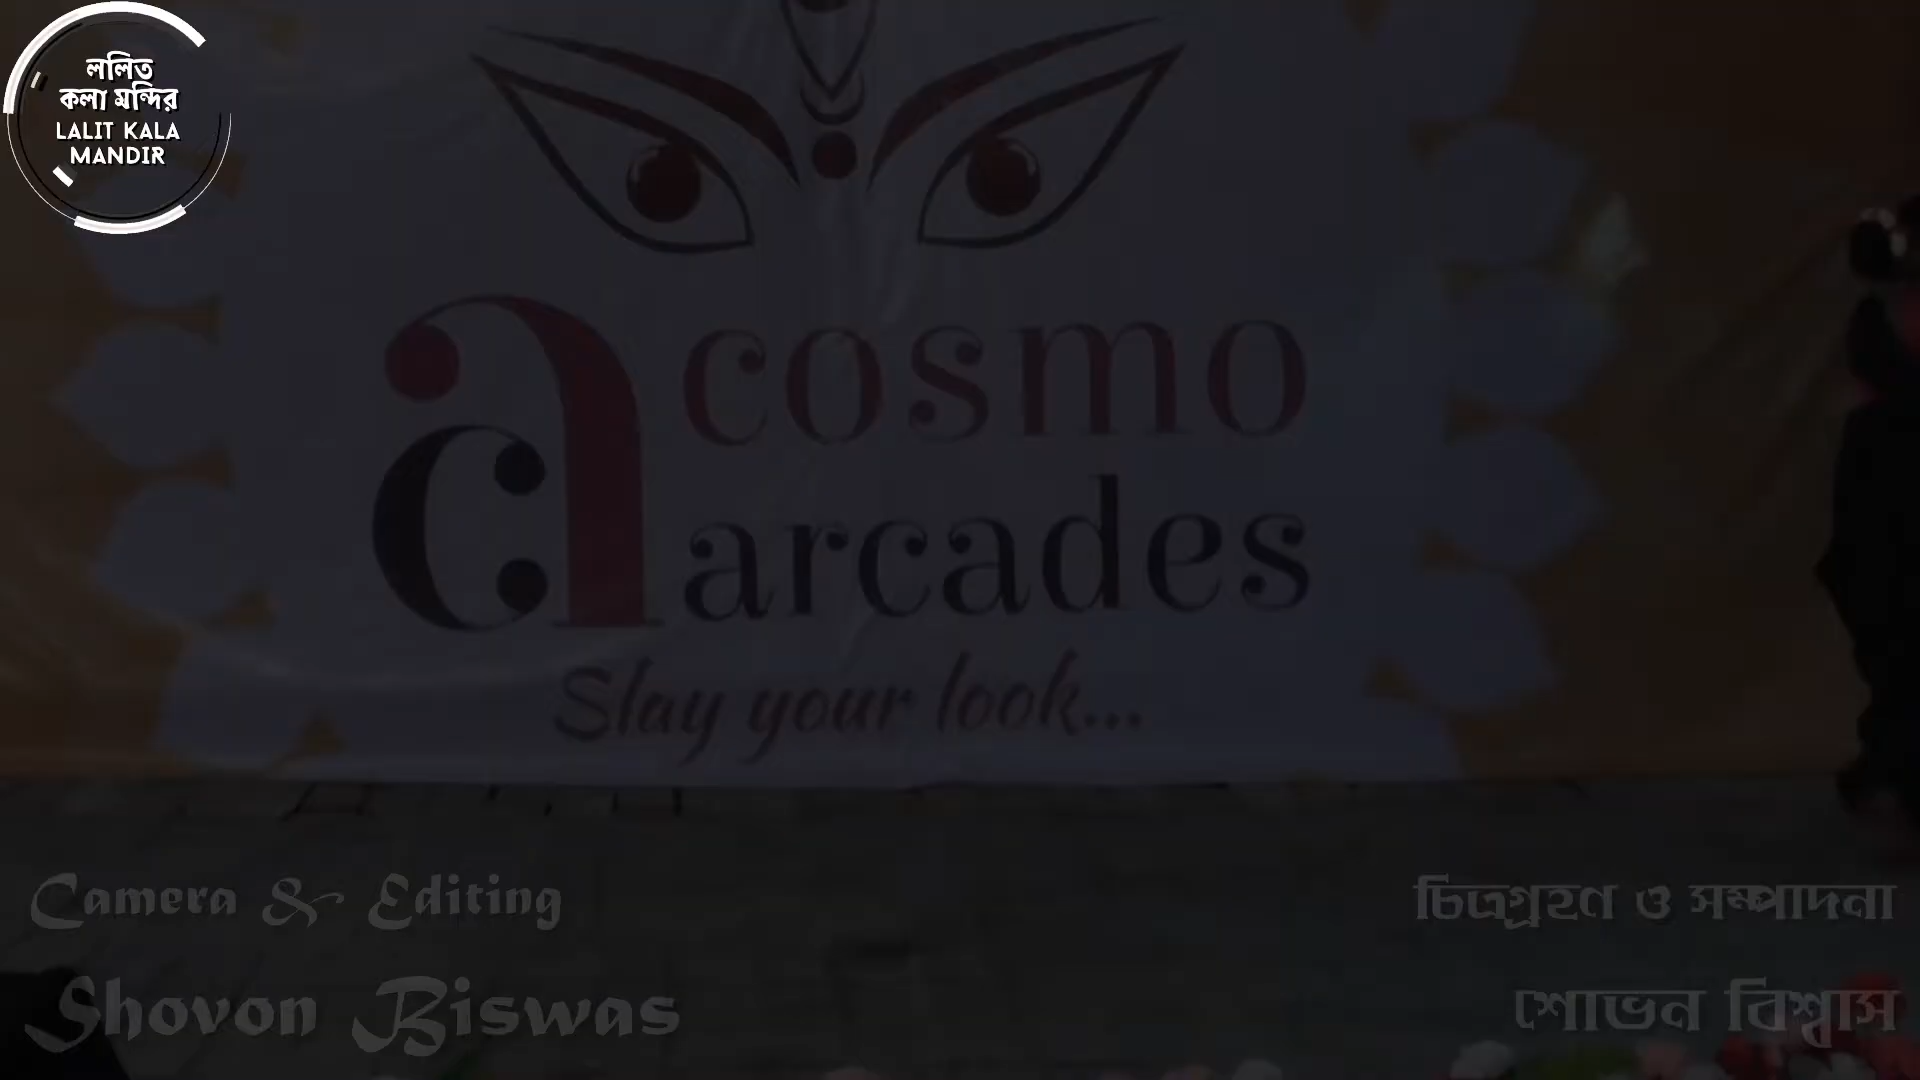 ললিত
কলা মন্দির
LALIT KALA
MANDIR
cosmo
arcades
Slay your look...
Camera & Editing
চিত্রগ্রহণ ও সম্পাদনা
Shovon Biswas
শোভন বিশ্বাস